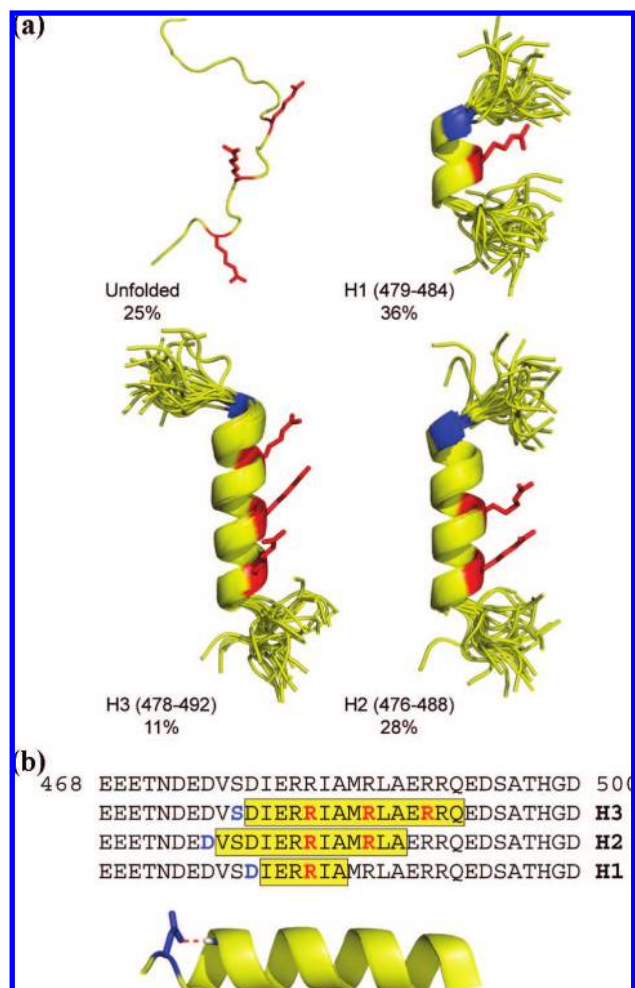 (a)
Unfolded
25%
H1 (479-484)
36%
H3 (478-492)
11%
H2 (476-488)
28%
(b)
468 EEETNDEDVSDIERRIAMRLAERRQEDSATHGD 500
EEETNDEDVSDIERRIAMRLAERRQEDSATHGD H3
EEETNDEDVSDIERRIAMRLAERRQEDSATHGD H2
EEETNDEDVSDIERRIAMRLAERRQEDSATHGD H1